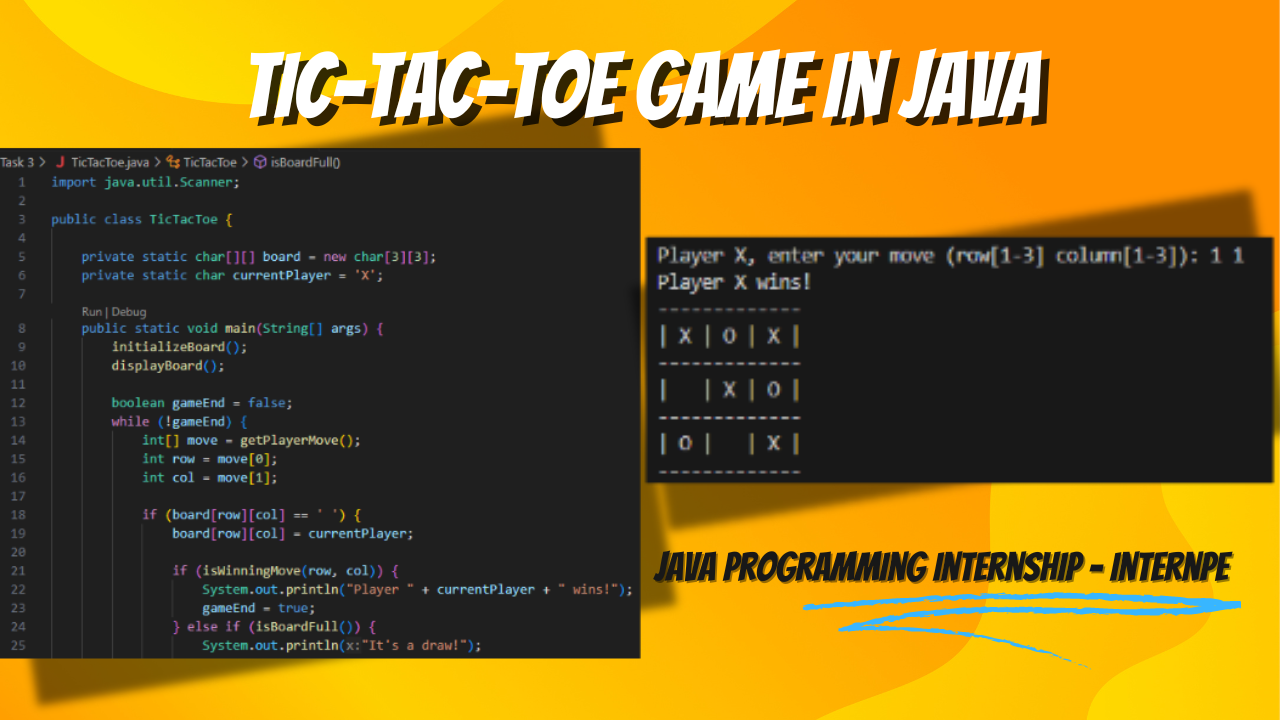 TIC-TAC-TOE GAME IN JAVA
Task 3 > J TicTacToe.java > TicTacToe > isBoardFull()
1 import java.util.Scanner;
2
3 public class TicTacToe {
4
5 private static char[][] board = new char[3][3];
6 private static char currentPlayer = 'X';
7
Run | Debug
8 public static void main(String[] args) {
9 initializeBoard();
10 displayBoard();
11
12 boolean gameEnd = false;
13 while (!gameEnd) {
14 int[] move = getPlayerMove();
15 int row = move[0];
16 int col = move[1];
17
18 if (board[row][col] == ' ') {
19 board[row][col] = currentPlayer;
20
21 if (isWinningMove(row, col)) {
22 System.out.println("Player " + currentPlayer + " wins!");
23 gameEnd = true;
24 } else if (isBoardFull()) {
25 System.out.println(x:"It's a draw!");
Player X, enter your move (row[1-3] column[1-3]): 1 1
Player X wins!
-------------
| X | O | X |
-------------
|   | X | O |
-------------
| O |   | X |
-------------
JAVA PROGRAMMING INTERNSHIP - INTERNPE